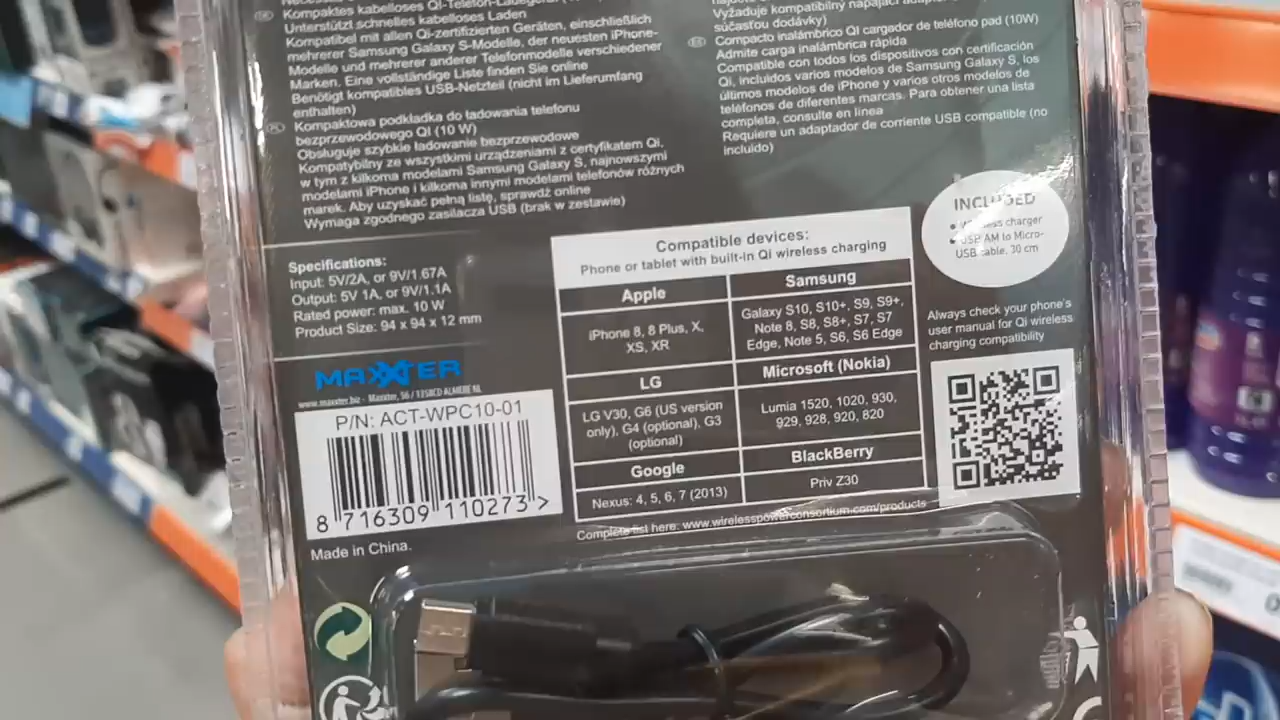 Kompaktes kabelloses QI-Telefon-Ladegerät
Unterstützt schnelles kabelloses Laden
Kompatibel mit allen Qi-zertifizierten Geräten, einschließlich
mehrerer Samsung Galaxy S-Modelle, der neuesten iPhone-
Modelle und mehrerer anderer Telefonmodelle verschiedener
Marken. Eine vollständige Liste finden Sie online
Benötigt kompatibles USB-Netzteil (nicht im Lieferumfang
enthalten)
Kompaktowa podkładka do ładowania telefonu
bezprzewodowego QI (10 W)
Obsługuje szybkie ładowanie bezprzewodowe
Kompatybilny ze wszystkimi urządzeniami z certyfikatem Qi,
w tym z kilkoma modelami Samsung Galaxy S, najnowszymi
modelami iPhone i kilkoma innymi modelami telefonów różnych
marek. Aby uzyskać pełną listę, sprawdź online
Wymaga zgodnego zasilacza USB (brak w zestawie)
Vyžaduje kompatibilný napájací
súčasťou dodávky)
Compacto inalámbrico QI cargador de teléfono pad (10W)
Admite carga inalámbrica rápida
Compatible con todos los dispositivos con certificación
Qi, incluidos varios modelos de Samsung Galaxy S, los
últimos modelos de iPhone y varios otros modelos de
teléfonos de diferentes marcas. Para obtener una lista
completa, consulte en línea
Requiere un adaptador de corriente USB compatible (no
incluido)
INCLUDED
• Wireless charger
• USB AM to Micro-
USB cable, 30 cm
Specifications:
Input: 5V/2A, or 9V/1.67A
Output: 5V 1A, or 9V/1.1A
Rated power: max. 10 W
Product Size: 94 x 94 x 12 mm
MAXXTER
www.maxxter.biz - Maxxter, 56 / 1358CD ALMERE NL
P/N: ACT-WPC10-01
8 716309 110273 >
Made in China.
Compatible devices:
Phone or tablet with built-in Qi wireless charging
Apple
Samsung
iPhone 8, 8 Plus, X,
XS, XR
Galaxy S10, S10+, S9, S9+,
Note 8, S8, S8+, S7, S7
Edge, Note 5, S6, S6 Edge
LG
Microsoft (Nokia)
LG V30, G6 (US version
only), G4 (optional), G3
(optional)
Lumia 1520, 1020, 930,
929, 928, 920, 820
Google
BlackBerry
Nexus: 4, 5, 6, 7 (2013)
Priv Z30
Complete list here: www.wirelesspowerconsortium.com/products
Always check your phone's
user manual for Qi wireless
charging compatibility